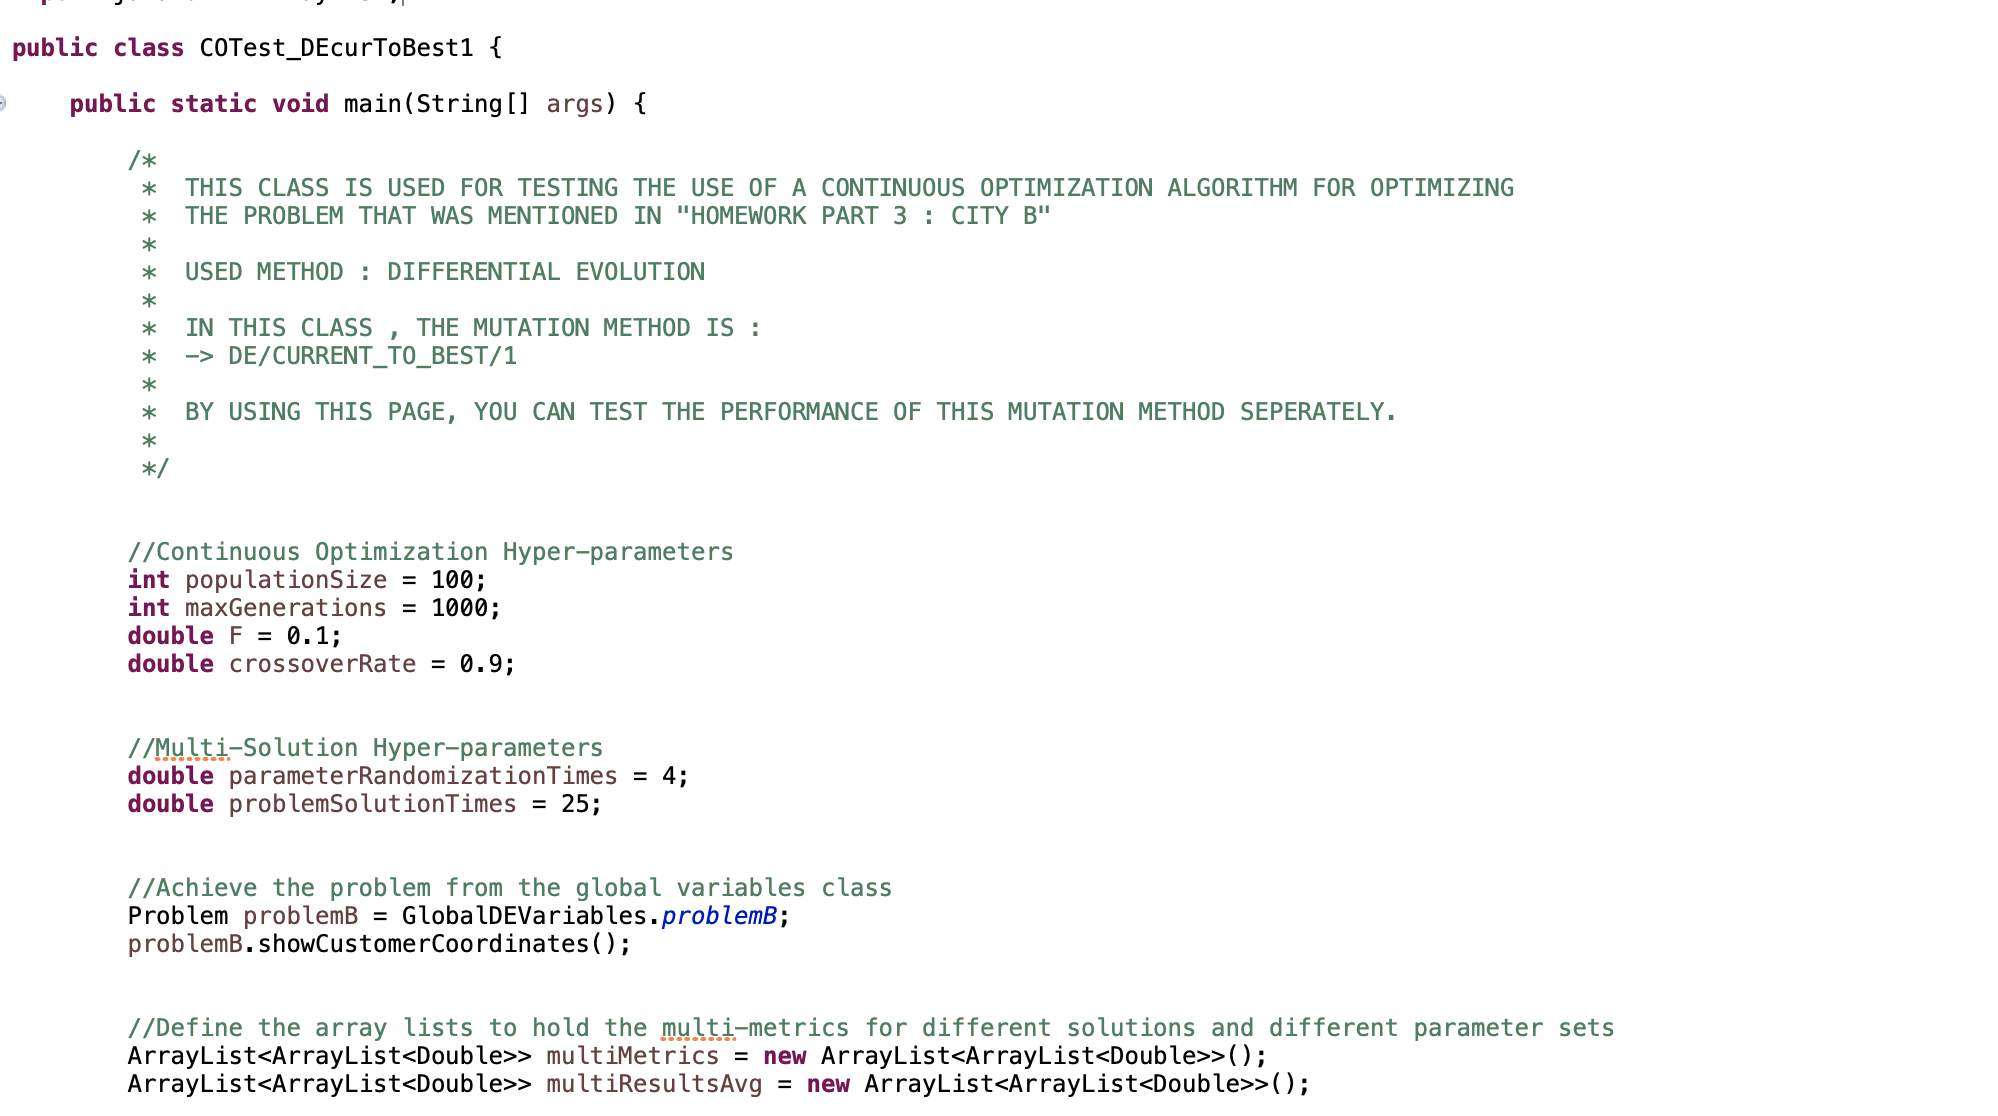 public class COTest_DEcurToBest1 {
public static void main(String[] args) {
/*
* THIS CLASS IS USED FOR TESTING THE USE OF A CONTINUOUS OPTIMIZATION ALGORITHM FOR OPTIMIZING
* THE PROBLEM THAT WAS MENTIONED IN "HOMEWORK PART 3 : CITY B"
*
* USED METHOD : DIFFERENTIAL EVOLUTION
*
* IN THIS CLASS , THE MUTATION METHOD IS :
* -> DE/CURRENT_TO_BEST/1
*
* BY USING THIS PAGE, YOU CAN TEST THE PERFORMANCE OF THIS MUTATION METHOD SEPERATELY.
*
*/
//Continuous Optimization Hyper-parameters
int populationSize = 100;
int maxGenerations = 1000;
double F = 0.1;
double crossoverRate = 0.9;
//Multi-Solution Hyper-parameters
double parameterRandomizationTimes = 4;
double problemSolutionTimes = 25;
//Achieve the problem from the global variables class
Problem problemB = GlobalDEVariables.problemB;
problemB.showCustomerCoordinates();
//Define the array lists to hold the multi-metrics for different solutions and different parameter sets
ArrayList<ArrayList<Double>> multiMetrics = new ArrayList<ArrayList<Double>>();
ArrayList<ArrayList<Double>> multiResultsAvg = new ArrayList<ArrayList<Double>>();